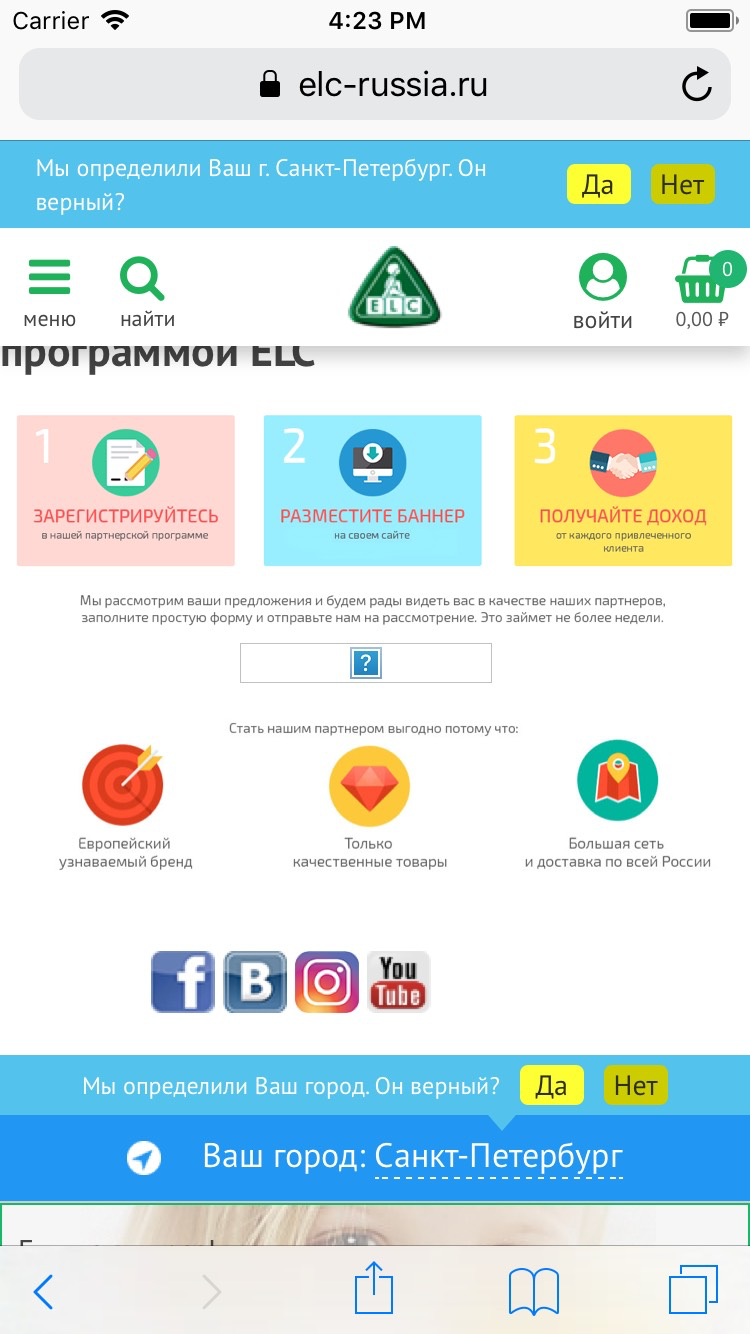 Carrier
4:23 PM
elc-russia.ru
Мы определили Ваш г. Санкт-Петербург. Он
верный?
Да
Нет
меню
найти
ELC
войти
0
0,00 ₽
программой ELC
1
ЗАРЕГИСТРИРУЙТЕСЬ
в нашей партнерской программе
2
РАЗМЕСТИТЕ БАННЕР
на своем сайте
3
ПОЛУЧАЙТЕ ДОХОД
от каждого привлеченного
клиента
Мы рассмотрим ваши предложения и будем рады видеть вас в качестве наших партнеров,
заполните простую форму и отправьте нам на рассмотрение. Это займет не более недели.
?
Стать нашим партнером выгодно потому что:
Европейский
узнаваемый бренд
Только
качественные товары
Большая сеть
и доставка по всей России
f
B
You
Tube
Мы определили Ваш город. Он верный?
Да
Нет
Ваш город: Санкт-Петербург